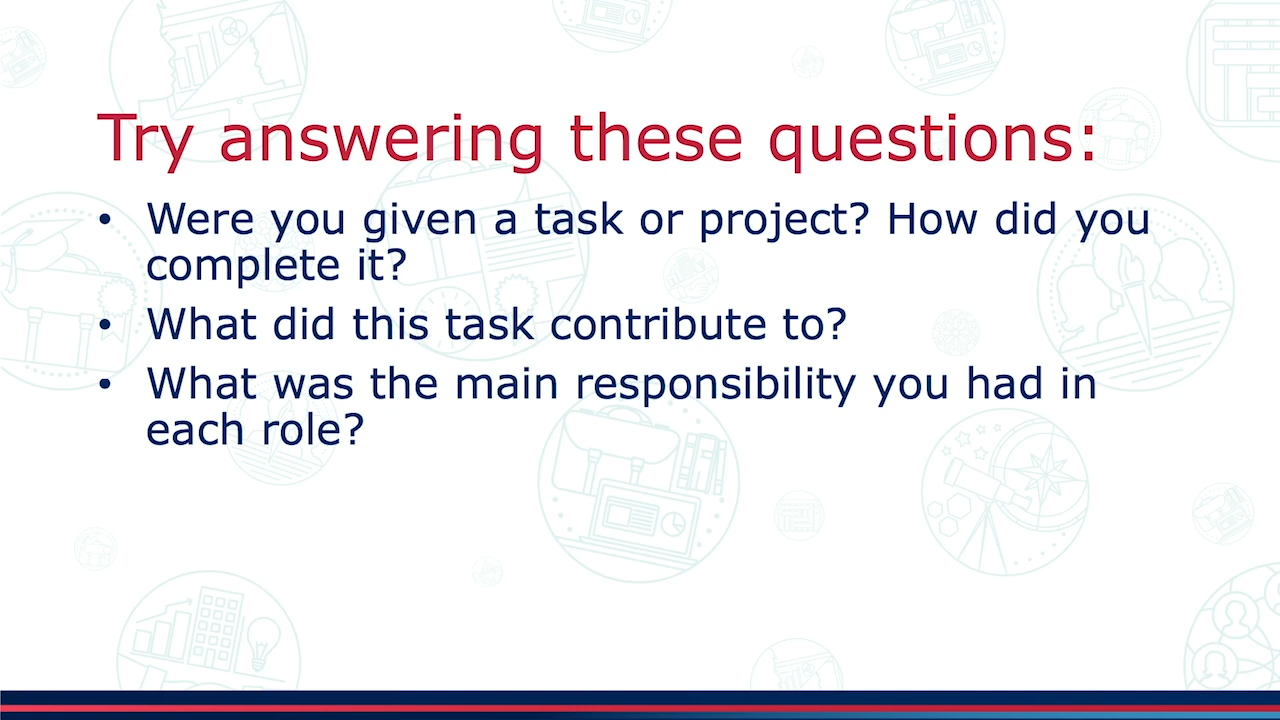 Try answering these questions:
• Were you given a task or project? How did you
complete it?
• What did this task contribute to?
• What was the main responsibility you had in
each role?